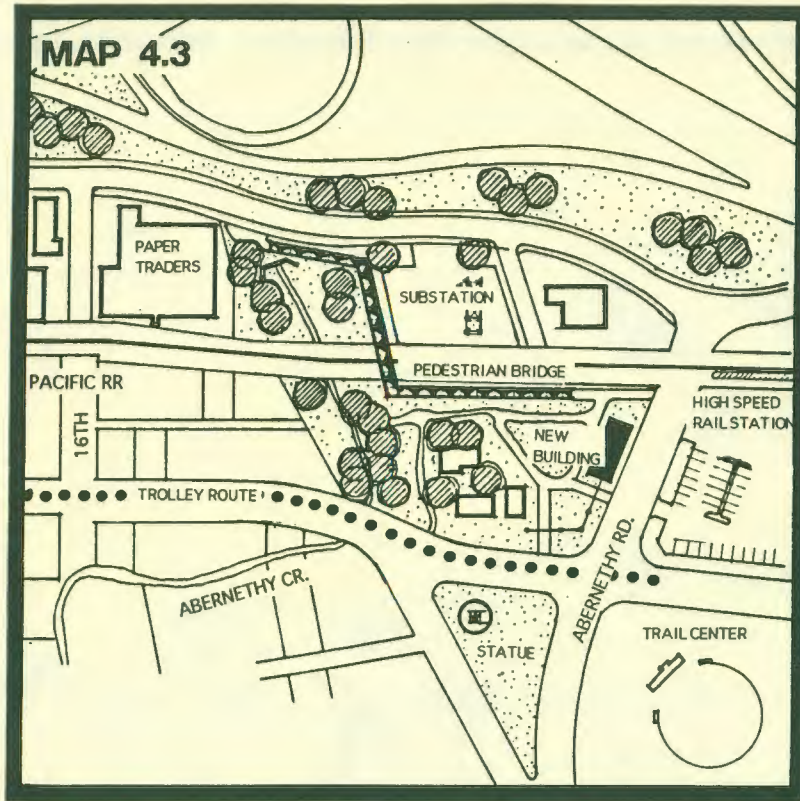 MAP 4.3
PAPER
TRADERS
SUBSTATION
PEDESTRIAN BRIDGE
PACIFIC RR
HIGH SPEED
RAIL STATION
16TH
NEW
BUILDING
TROLLEY ROUTE
ABERNETHY RD.
ABERNETHY CR.
STATUE
TRAIL CENTER